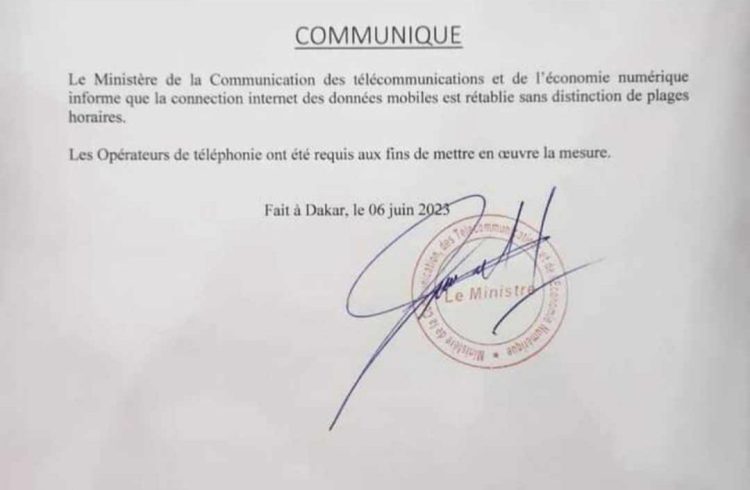 COMMUNIQUE
Le Ministère de la Communication des télécommunications et de l'économie numérique
informe que la connection internet des données mobiles est rétablie sans distinction de plages
horaires.
Les Opérateurs de téléphonie ont été requis aux fins de mettre en œuvre la mesure.
Fait à Dakar, le 06 juin 2023
Ministère de la Communication, des Télécommunications et de l'Economie Numérique
Le Ministre